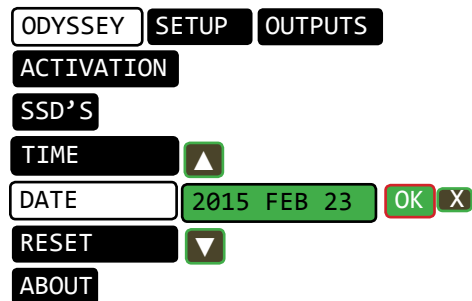 ODYSSEY SETUP OUTPUTS
ACTIVATION
SSD’S
TIME ▲
DATE 2015 FEB 23 OK X
RESET ▼
ABOUT